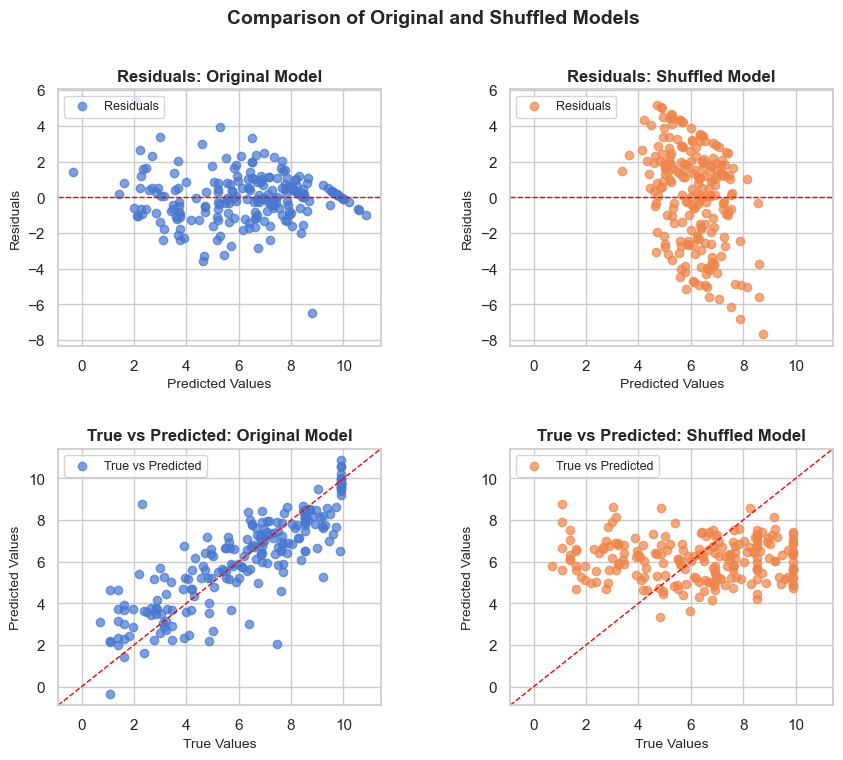 Comparison of Original and Shuffled Models
Residuals: Original Model
Residuals
6
4
2
0
−2
−4
−6
−8
Residuals
0 2 4 6 8 10
Predicted Values
Residuals: Shuffled Model
Residuals
6
4
2
0
−2
−4
−6
−8
Residuals
0 2 4 6 8 10
Predicted Values
True vs Predicted: Original Model
True vs Predicted
10
8
6
4
2
0
Predicted Values
0 2 4 6 8 10
True Values
True vs Predicted: Shuffled Model
True vs Predicted
10
8
6
4
2
0
Predicted Values
0 2 4 6 8 10
True Values